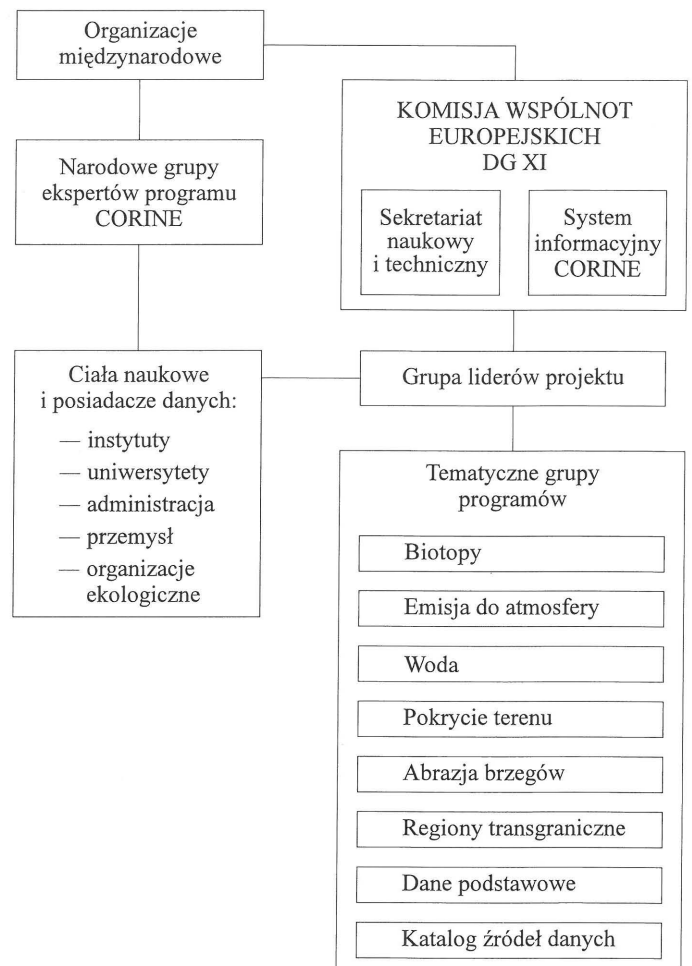 Organizacje
międzynarodowe
KOMISJA WSPÓLNOT
EUROPEJSKICH
DG XI
Narodowe grupy
ekspertów programu
CORINE
Sekretariat
naukowy
i techniczny
System
informacyjny
CORINE
Ciała naukowe
i posiadacze danych:
— instytuty
— uniwersytety
— administracja
— przemysł
— organizacje
ekologiczne
Grupa liderów projektu
Tematyczne grupy
programów
Biotopy
Emisja do atmosfery
Woda
Pokrycie terenu
Abrazja brzegów
Regiony transgraniczne
Dane podstawowe
Katalog źródeł danych